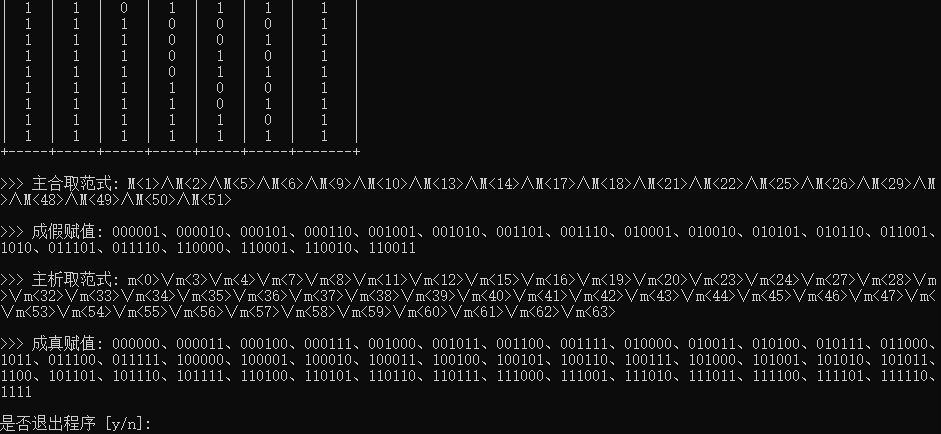 | 1 | 1 | 0 | 1 | 1 | 1 | 1 |
| 1 | 1 | 1 | 0 | 0 | 0 | 1 |
| 1 | 1 | 1 | 0 | 0 | 1 | 1 |
| 1 | 1 | 1 | 0 | 1 | 0 | 1 |
| 1 | 1 | 1 | 0 | 1 | 1 | 1 |
| 1 | 1 | 1 | 1 | 0 | 0 | 1 |
| 1 | 1 | 1 | 1 | 0 | 1 | 1 |
| 1 | 1 | 1 | 1 | 1 | 0 | 1 |
| 1 | 1 | 1 | 1 | 1 | 1 | 1 |
+-----+-----+-----+-----+-----+-----+-------+
>>> 主合取范式: M<1>/\M<2>/\M<5>/\M<6>/\M<9>/\M<10>/\M<13>/\M<14>/\M<17>/\M<18>/\M<21>/\M<22>/\M<25>/\M<26>/\M<29>/\M
>/\M<48>/\M<49>/\M<50>/\M<51>
>>> 成假赋值: 000001、000010、000101、000110、001001、001010、001101、001110、010001、010010、010101、010110、011001、
1010、011101、011110、110000、110001、110010、110011
>>> 主析取范式: m<0>\/m<3>\/m<4>\/m<7>\/m<8>\/m<11>\/m<12>\/m<15>\/m<16>\/m<19>\/m<20>\/m<23>\/m<24>\/m<27>\/m<28>\/m
>\/m<32>\/m<33>\/m<34>\/m<35>\/m<36>\/m<37>\/m<38>\/m<39>\/m<40>\/m<41>\/m<42>\/m<43>\/m<44>\/m<45>\/m<46>\/m<47>\/m<
\/m<53>\/m<54>\/m<55>\/m<56>\/m<57>\/m<58>\/m<59>\/m<60>\/m<61>\/m<62>\/m<63>
>>> 成真赋值: 000000、000011、000100、000111、001000、001011、001100、001111、010000、010011、010100、010111、011000、
1011、011100、011111、100000、100001、100010、100011、100100、100101、100110、100111、101000、101001、101010、101011、
1100、101101、101110、101111、110100、110101、110110、110111、111000、111001、111010、111011、111100、111101、111110、
1111
是否退出程序 [y/n]: